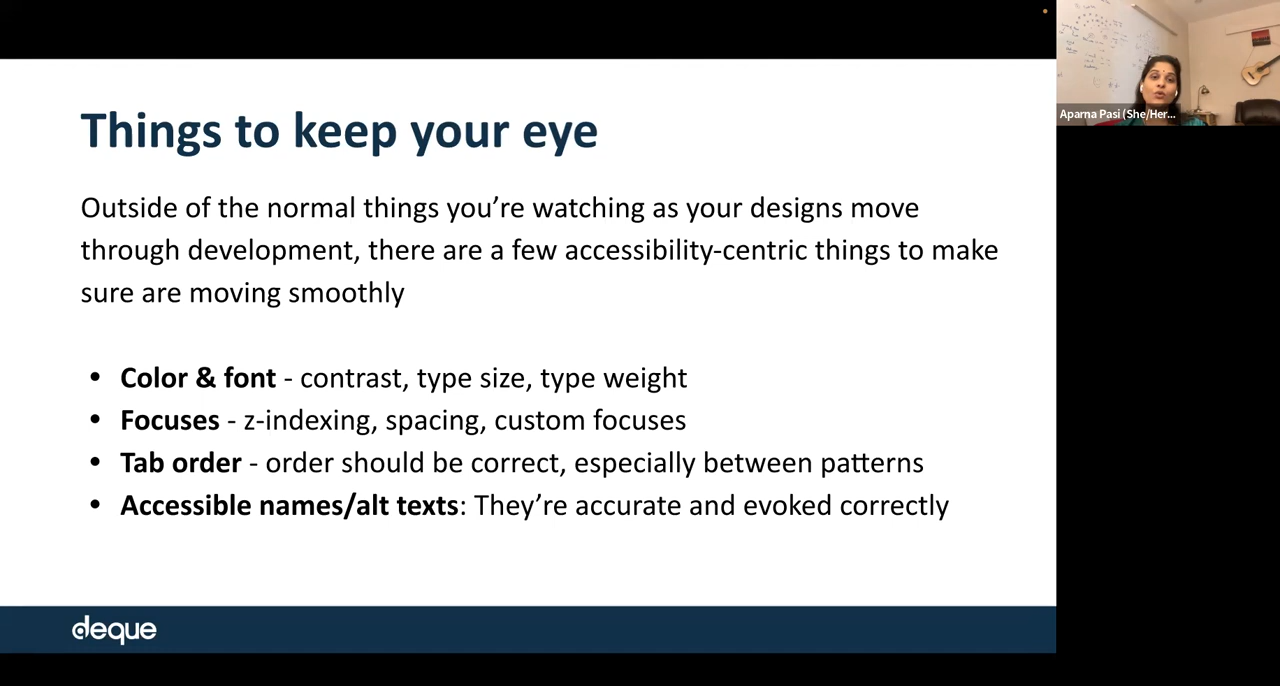 Things to keep your eye
Outside of the normal things you’re watching as your designs move
through development, there are a few accessibility-centric things to make
sure are moving smoothly
• Color & font - contrast, type size, type weight
• Focuses - z-indexing, spacing, custom focuses
• Tab order - order should be correct, especially between patterns
• Accessible names/alt texts: They’re accurate and evoked correctly
deque
Aparna Pasi (She/Her...